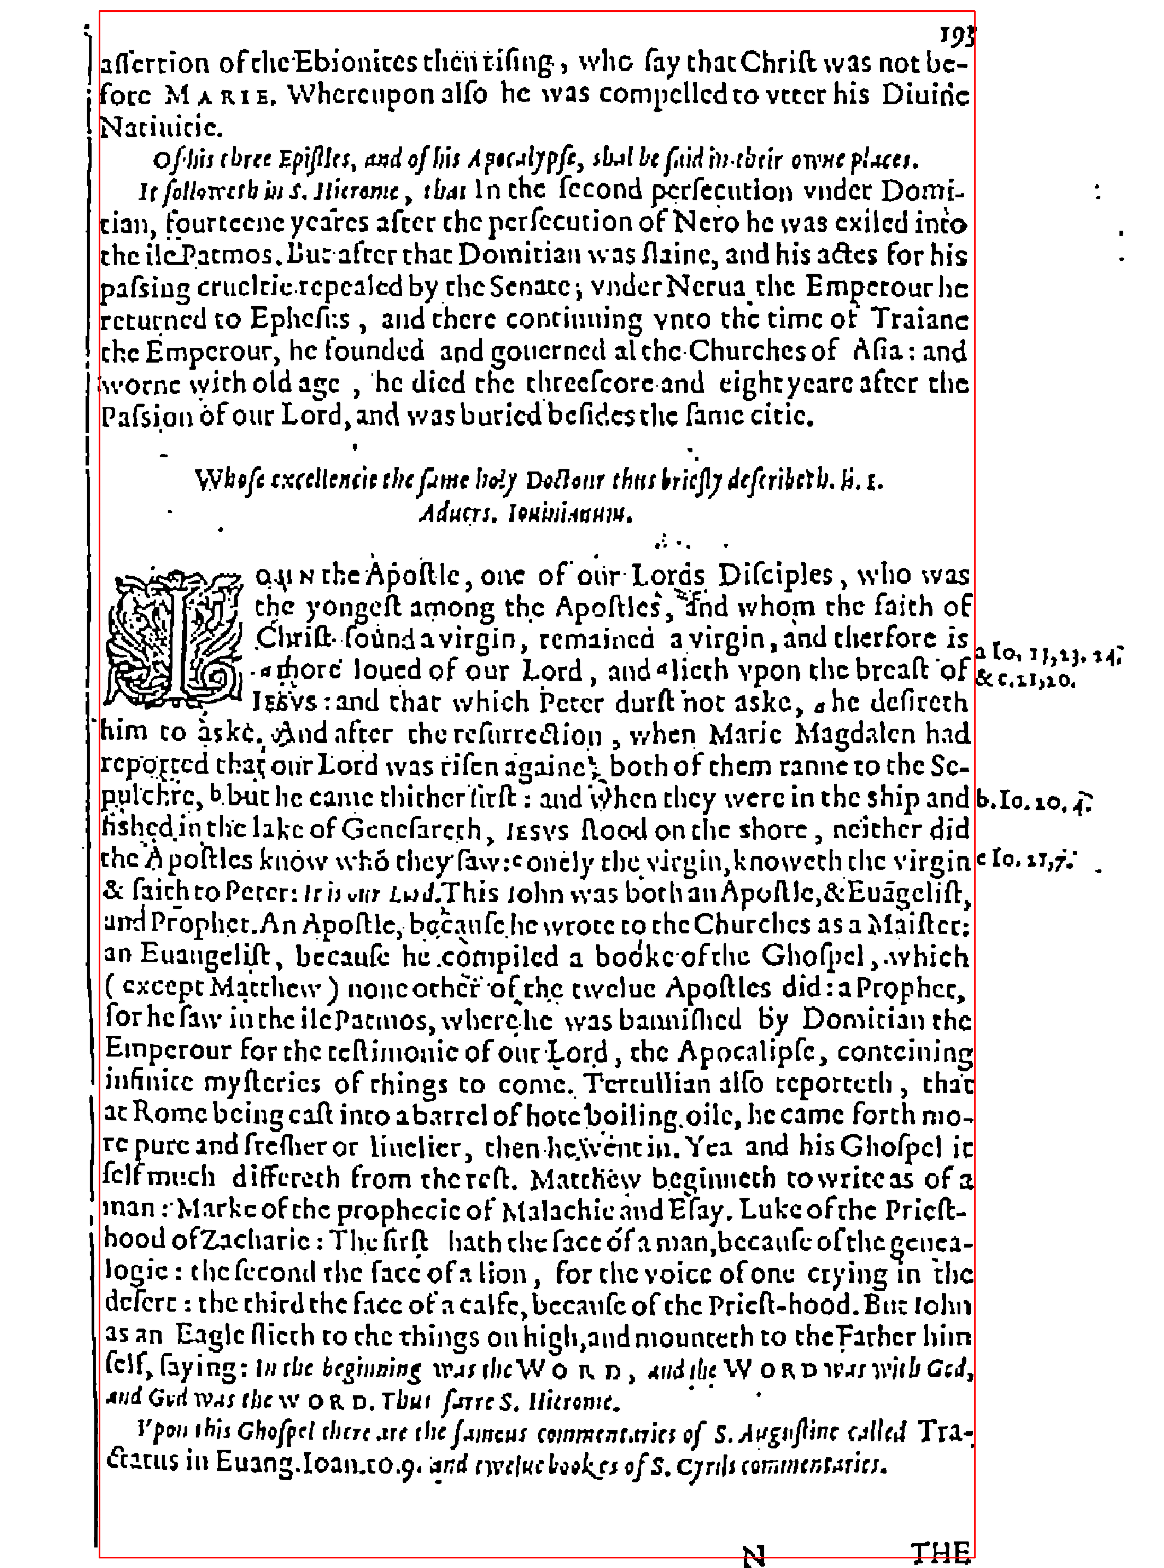 193
aſſertion of the Ebionites then riſing, who ſay that Chriſt was not be-
fore MARIE. Whereupon alſo he was compelled to vtter his Diuine
Natiuitie.
Of his three Epiſtles, and of his Apocalypſe, shal be ſaid in their owne places.
It followeth in S. Hierome, that In the ſecond perſecution vnder Domi-
tian, fourteene yeares after the perſecution of Nero he was exiled into
the ile Patmos. But after that Domitian was ſlaine, and his actes for his
paſsing crueltie repealed by the Senate; vnder Nerua the Emperour he
returned to Epheſus, and there continuing vnto the time of Traiane
the Emperour, he founded and gouerned al the Churches of Aſia: and
worne with old age, he died the threeſcore and eight yeare after the
Paſsion of our Lord, and was buried beſides the ſame citie.
Whoſe excellencie the ſame holy Doctour thus briefly deſcribeth. li. 1.
Aduers. Iouinianum.
IOHN the Apoſtle, one of our Lords Diſciples, who was
the yongeſt among the Apoſtles, and whom the faith of
Chriſt found a virgin, remained a virgin, and therfore is
a more loued of our Lord, and a lieth vpon the breaſt of
IESVS: and that which Peter durſt not aske, a he deſireth
a Io. 13,23. 24.
& c. 21,20.
him to aske. And after the reſurrection, when Marie Magdalen had
reported that our Lord was riſen againe, both of them ranne to the Se-
pulchre, b but he came thither firſt: and when they were in the ship and
b. Io. 20, 4.
fished in the lake of Geneſareth, IESVS ſtood on the shore, neither did
the Apoſtles know who they ſaw: c onely the virgin knoweth the virgin
c Io. 21,7.
& ſaith to Peter: It is our Lord. This Iohn was both an Apoſtle, & Euāgeliſt,
and Prophet. An Apoſtle, becauſe he wrote to the Churches as a Maiſter:
an Euangeliſt, becauſe he compiled a booke of the Ghoſpel, which
(except Matthew) none other of the twelue Apoſtles did: a Prophet,
for he ſaw in the ile Patmos, where he was banniſhed by Domitian the
Emperour for the teſtimonie of our Lord, the Apocalipſe, conteining
infinite myſteries of things to come. Tertullian alſo reporteth, that
at Rome being caſt into a barrel of hote boiling oile, he came forth mo-
re pure and freſher or liuelier, then he went in. Yea and his Ghoſpel it
ſelf much differeth from the reſt. Matthew beginneth to write as of a
man: Marke of the prophecie of Malachie and Eſay. Luke of the Prieſt-
hood of Zacharie: The firſt hath the face of a man, becauſe of the genea-
logie: the ſecond the face of a lion, for the voice of one crying in the
deſert: the third the face of a calfe, becauſe of the Prieſt-hood. But Iohn
as an Eagle flieth to the things on high, and mounteth to the Father him
ſelf, ſaying: In the beginning was the WORD, and the WORD was with God,
and God was the WORD. Thus farre S. Hierome.
Vpon this Ghoſpel there are the famous commentaries of S. Auguſtine called Tra-
ctatus in Euang. Ioan. to. 9. and twelue bookes of S. Cyrils commentaries.
N THE